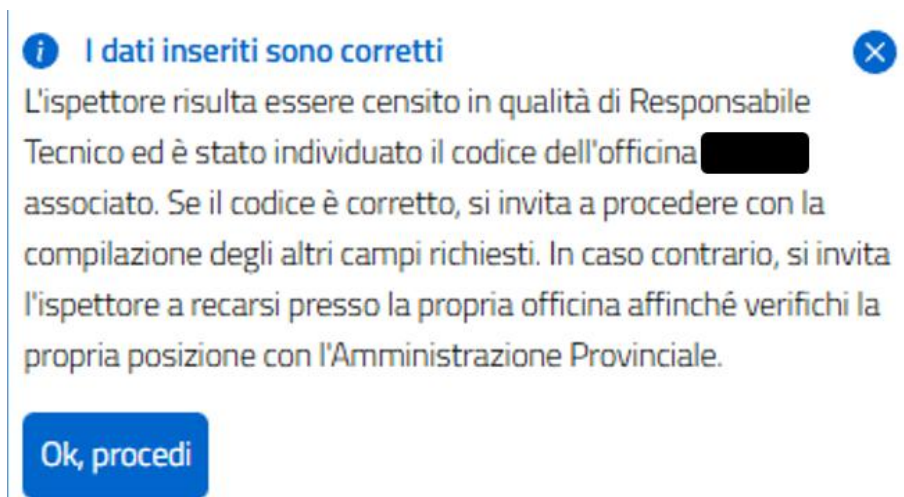 I dati inseriti sono corretti
L'ispettore risulta essere censito in qualità di Responsabile
Tecnico ed è stato individuato il codice dell'officina
associato. Se il codice è corretto, si invita a procedere con la
compilazione degli altri campi richiesti. In caso contrario, si invita
l'ispettore a recarsi presso la propria officina affinché verifichi la
propria posizione con l'Amministrazione Provinciale.
Ok, procedi